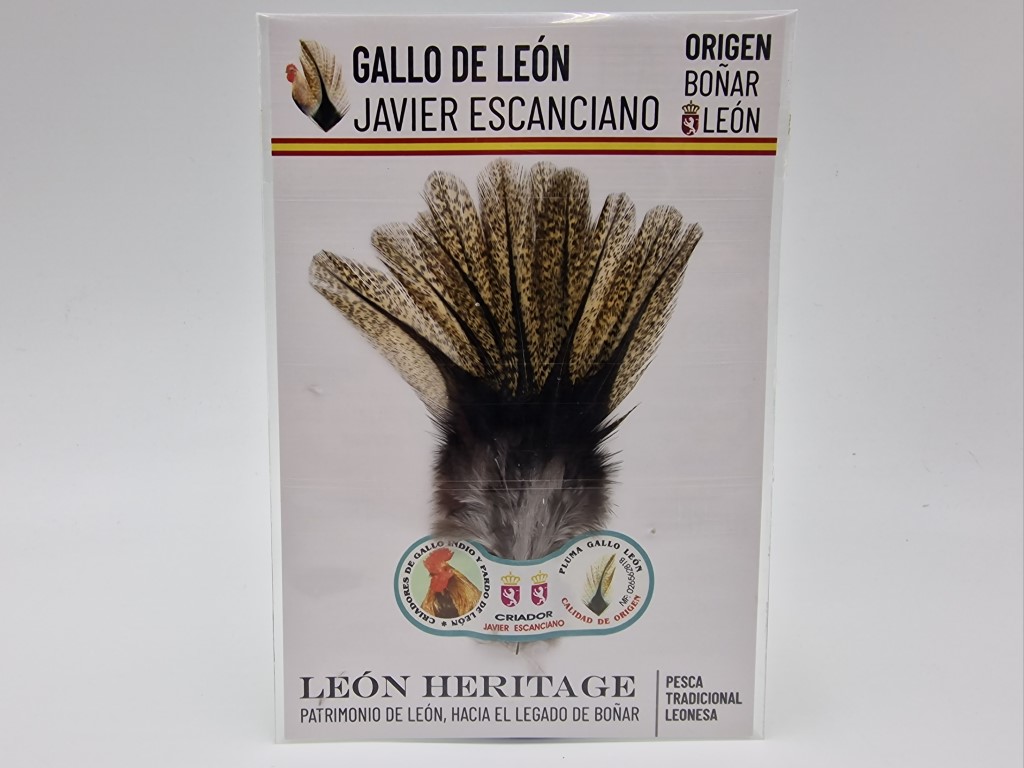 GALLO DE LEÓN
JAVIER ESCANCIANO
ORIGEN
BOÑAR
LEÓN
CRIADORES DE GALLO INDIO Y PARDO DE LEÓN
CRIADOR
JAVIER ESCANCIANO
PLUMA GALLO LEÓN
CALIDAD DE ORIGEN
LEÓN HERITAGE
PATRIMONIO DE LEÓN, HACIA EL LEGADO DE BOÑAR
PESCA
TRADICIONAL
LEONESA